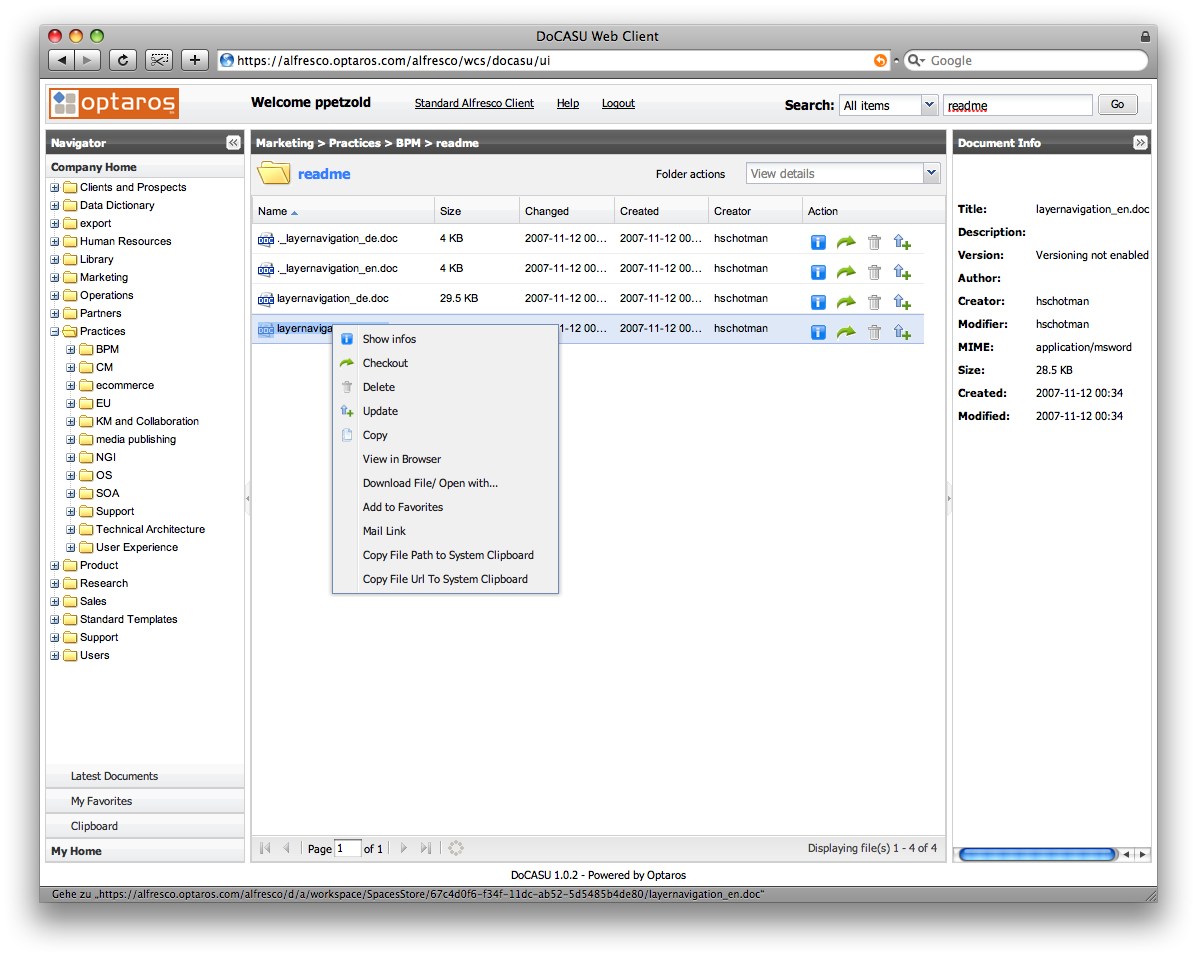 DoCASU Web Client
https://alfresco.optaros.com/alfresco/wcs/docasu/ui
Google
optaros
Welcome ppetzold
Standard Alfresco Client
Help
Logout
Search:
All items
readme
Go
Navigator
Company Home
Clients and Prospects
Data Dictionary
export
Human Resources
Library
Marketing
Operations
Partners
Practices
BPM
CM
ecommerce
EU
KM and Collaboration
media publishing
NGI
OS
SOA
Support
Technical Architecture
User Experience
Product
Research
Sales
Standard Templates
Support
Users
Latest Documents
My Favorites
Clipboard
My Home
Marketing > Practices > BPM > readme
readme
Folder actions
View details
Name Size Changed Created Creator Action
._layernavigation_de.doc 4 KB 2007-11-12 00... 2007-11-12 00... hschotman
._layernavigation_en.doc 4 KB 2007-11-12 00... 2007-11-12 00... hschotman
layernavigation_de.doc 29.5 KB 2007-11-12 00... 2007-11-12 00... hschotman
layernaviga 1-12 00... 2007-11-12 00... hschotman
Show infos
Checkout
Delete
Update
Copy
View in Browser
Download File/ Open with...
Add to Favorites
Mail Link
Copy File Path to System Clipboard
Copy File Url To System Clipboard
Page 1 of 1
Displaying file(s) 1 - 4 of 4
Document Info
Title: layernavigation_en.doc
Description:
Version: Versioning not enabled
Author:
Creator: hschotman
Modifier: hschotman
MIME: application/msword
Size: 28.5 KB
Created: 2007-11-12 00:34
Modified: 2007-11-12 00:34
DoCASU 1.0.2 - Powered by Optaros
Gehe zu „https://alfresco.optaros.com/alfresco/d/a/workspace/SpacesStore/67c4d0f6-f34f-11dc-ab52-5d5485b4de80/layernavigation_en.doc“